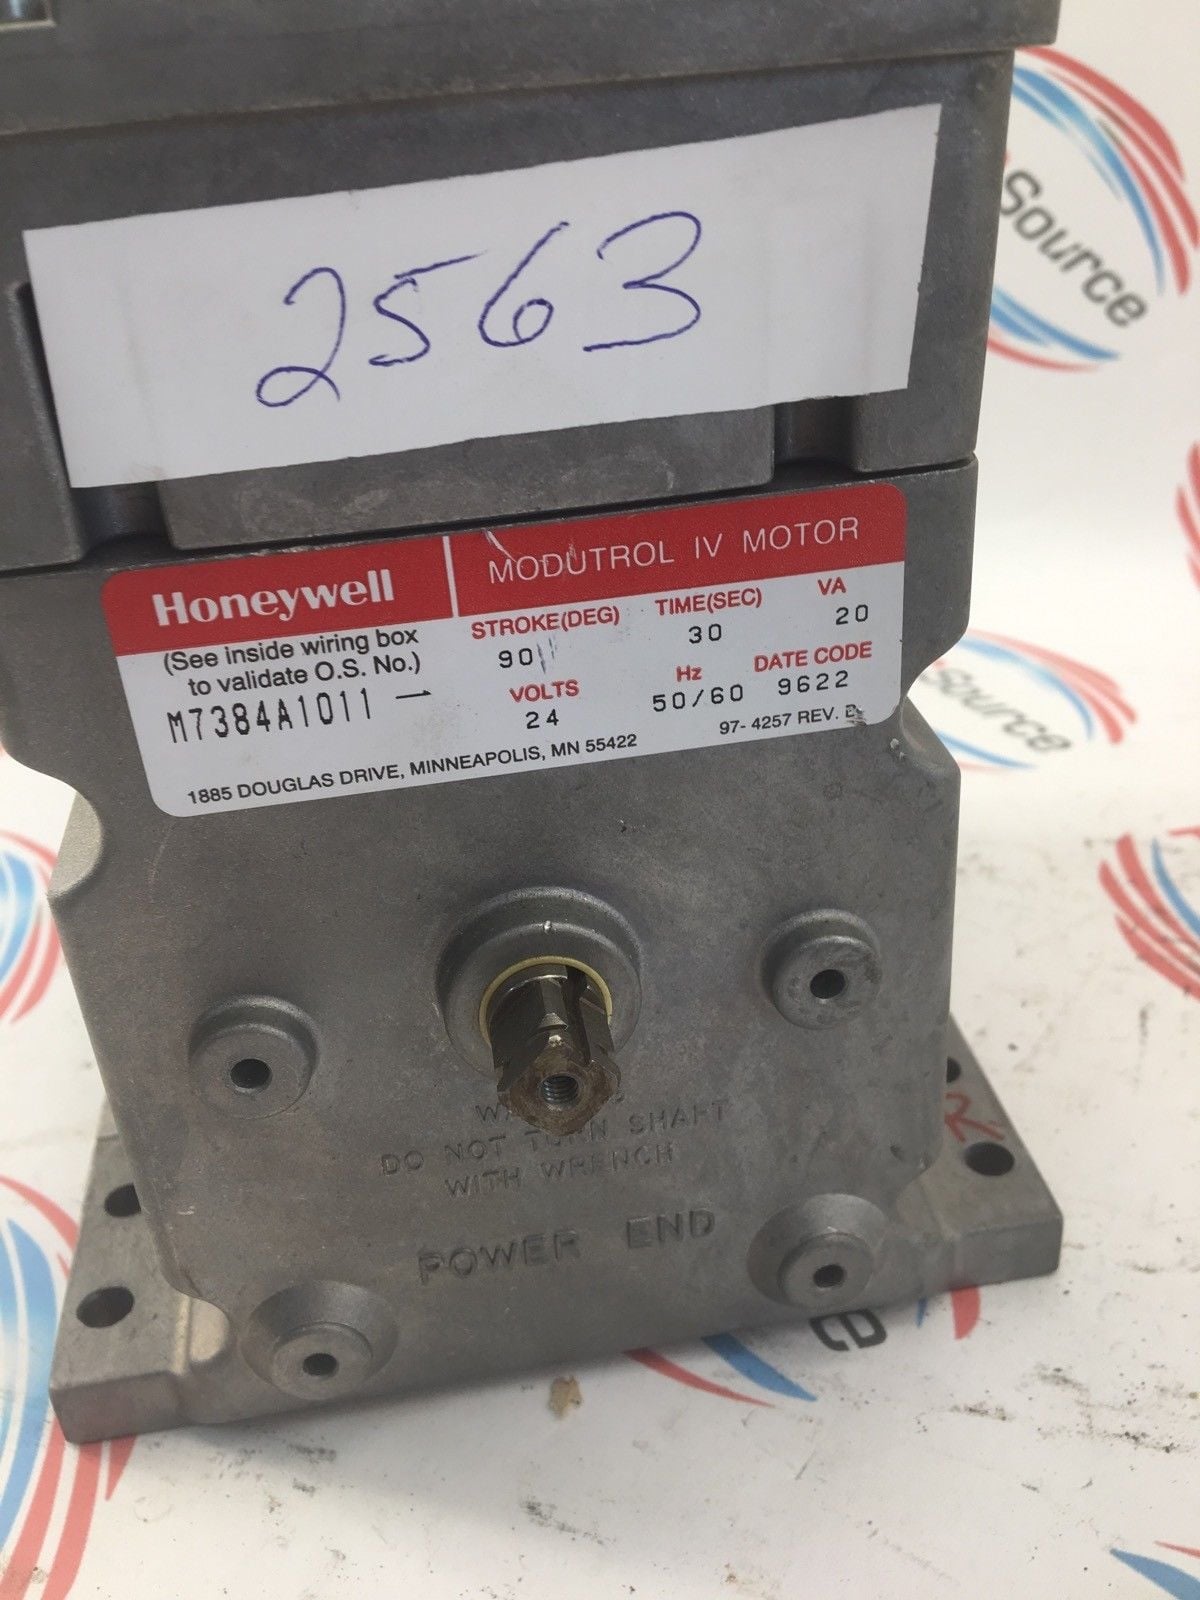 2563
Honeywell
MODUTROL IV MOTOR
(See inside wiring box
to validate O.S. No.)
M7384A1011 —
STROKE(DEG) TIME(SEC) VA
90 30 20
VOLTS Hz DATE CODE
24 50/60 9622
1885 DOUGLAS DRIVE, MINNEAPOLIS, MN 55422
97-4257 REV.
DO NOT TURN SHAFT
WITH WRENCH
POWER END
Source
Source